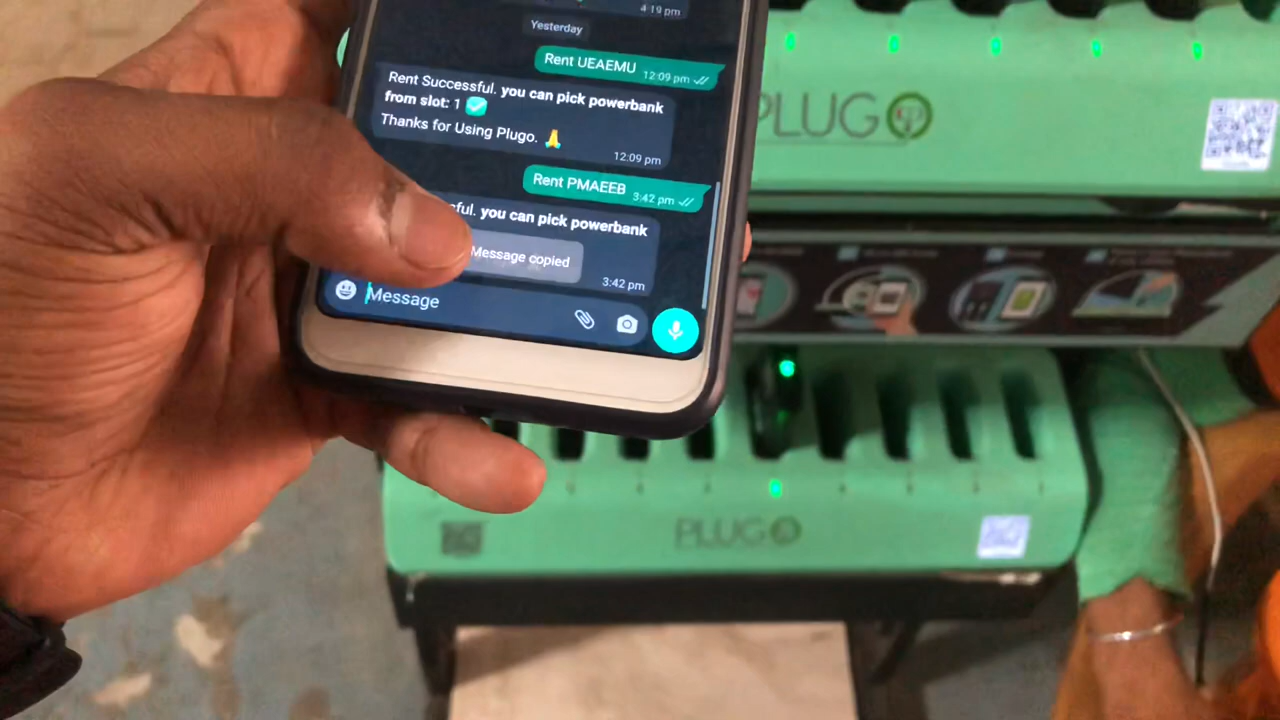 4:19 pm
Yesterday
Rent UEAEMU
12:09 pm
Rent Successful. you can pick powerbank
from slot: 1 ✅
Thanks for Using Plugo. 🙏
12:09 pm
Rent PMAEEB
3:42 pm
ful. you can pick powerbank
Message copied
3:42 pm
Message
PLUGO
PLUGO